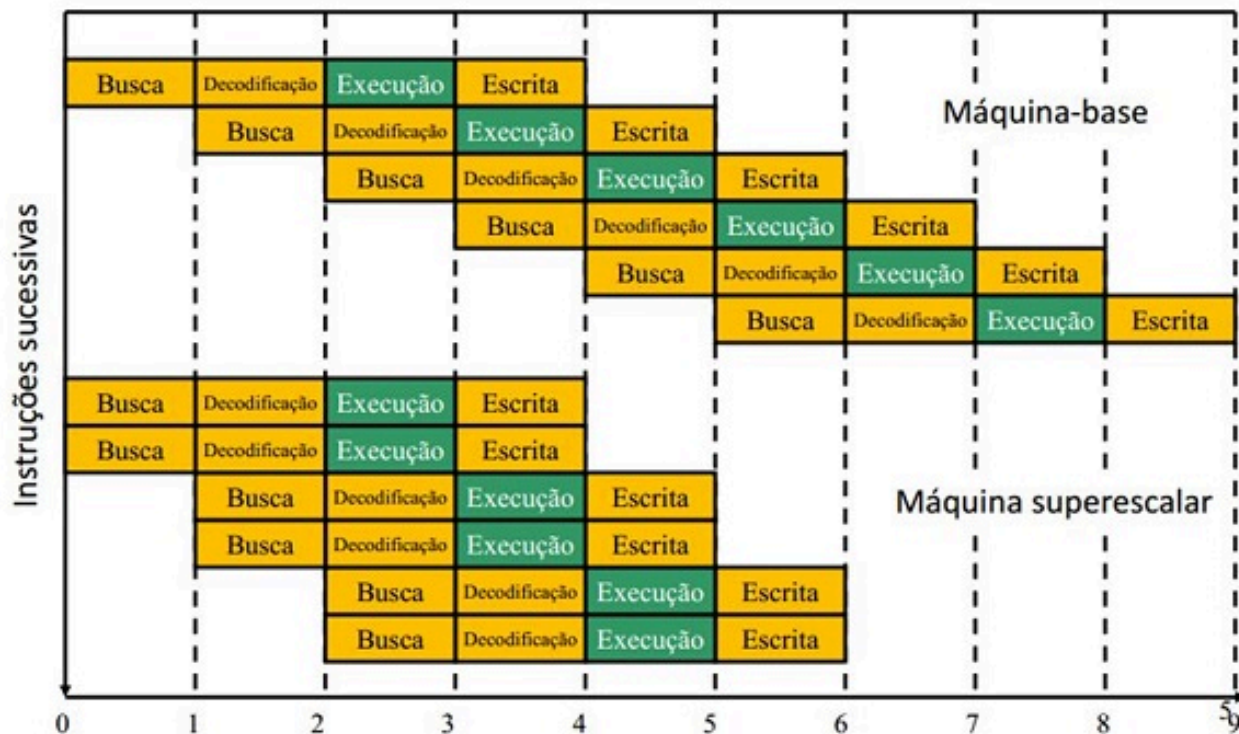 Instruções sucessivas
Busca Decodificação Execução Escrita
Máquina-base
Busca Decodificação Execução Escrita
Busca Decodificação Execução Escrita
Busca Decodificação Execução Escrita
Busca Decodificação Execução Escrita
Busca Decodificação Execução Escrita
Busca Decodificação Execução Escrita
Busca Decodificação Execução Escrita
Busca Decodificação Execução Escrita
Máquina superescalar
Busca Decodificação Execução Escrita
Busca Decodificação Execução Escrita
Busca Decodificação Execução Escrita
0 1 2 3 4 5 6 7 8 9
5